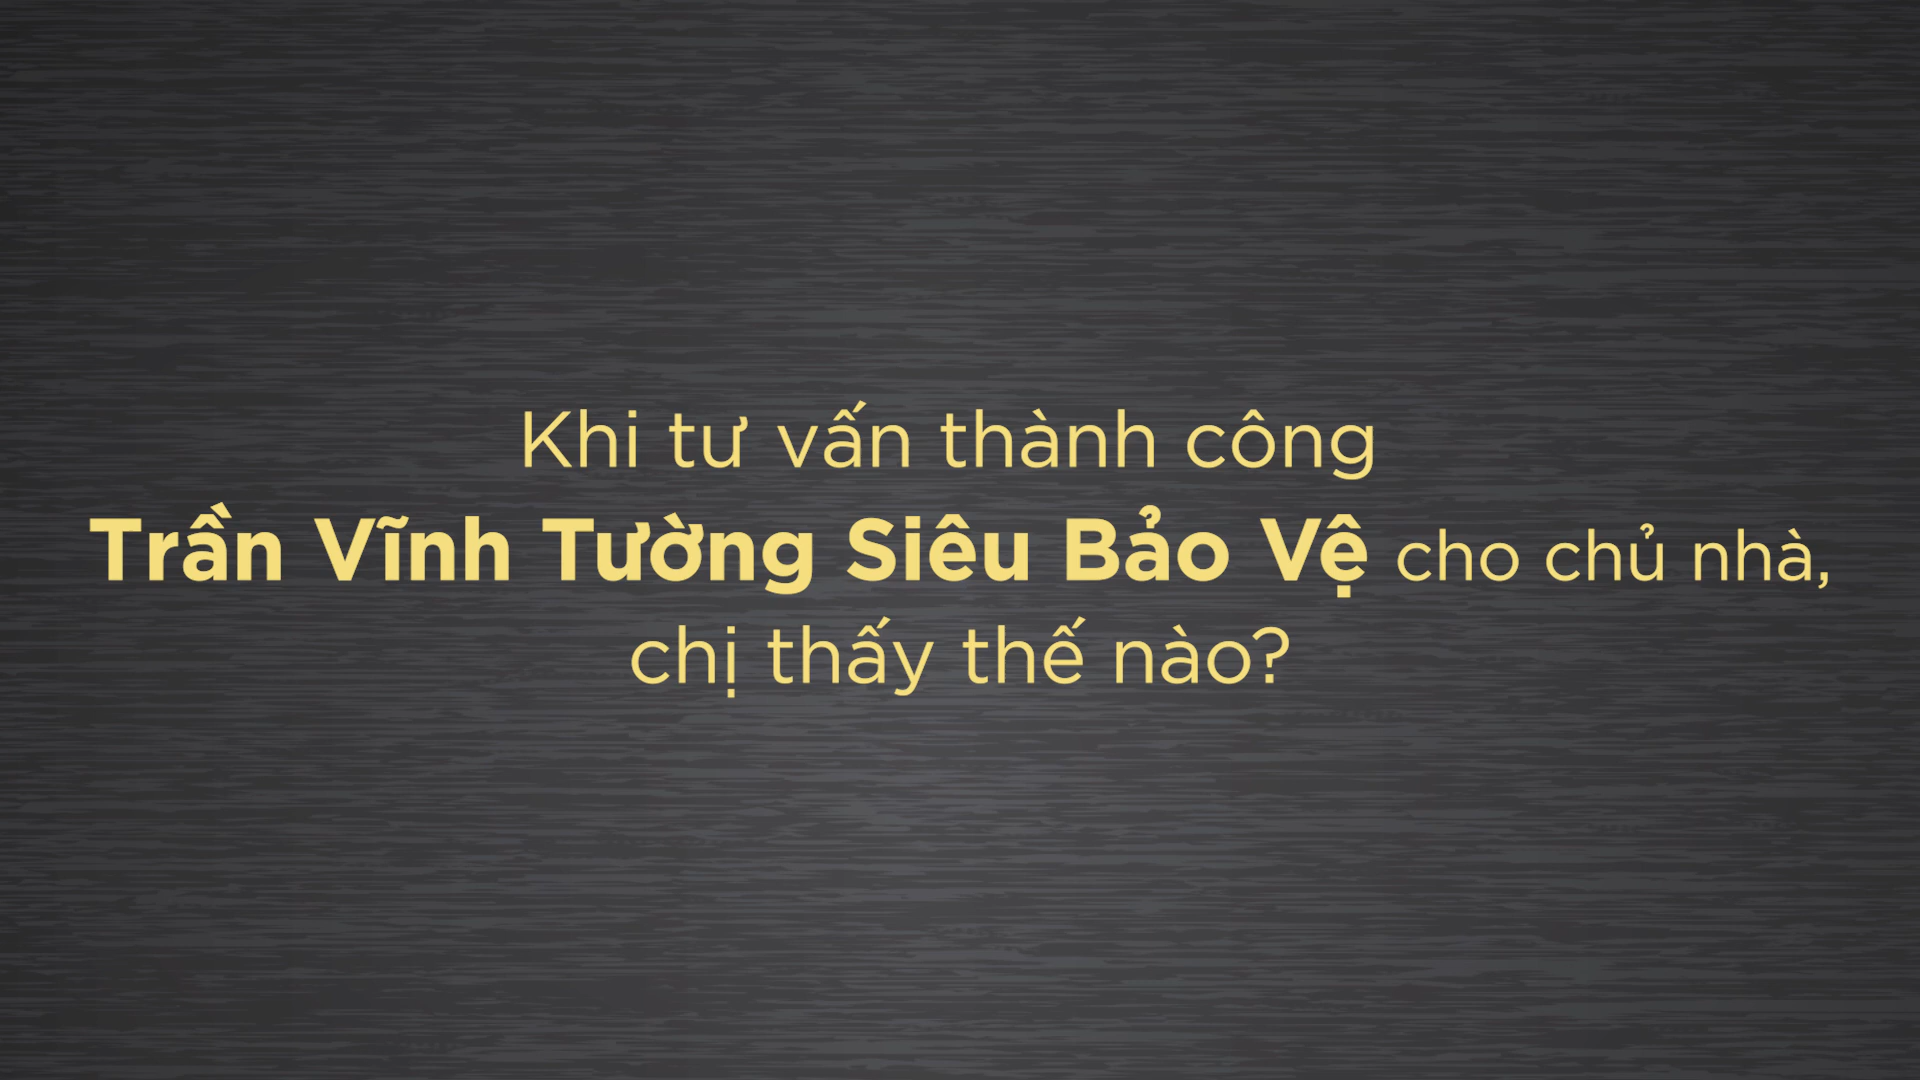 Khi tư vấn thành công
Trần Vĩnh Tường Siêu Bảo Vệ cho chủ nhà,
chị thấy thế nào?